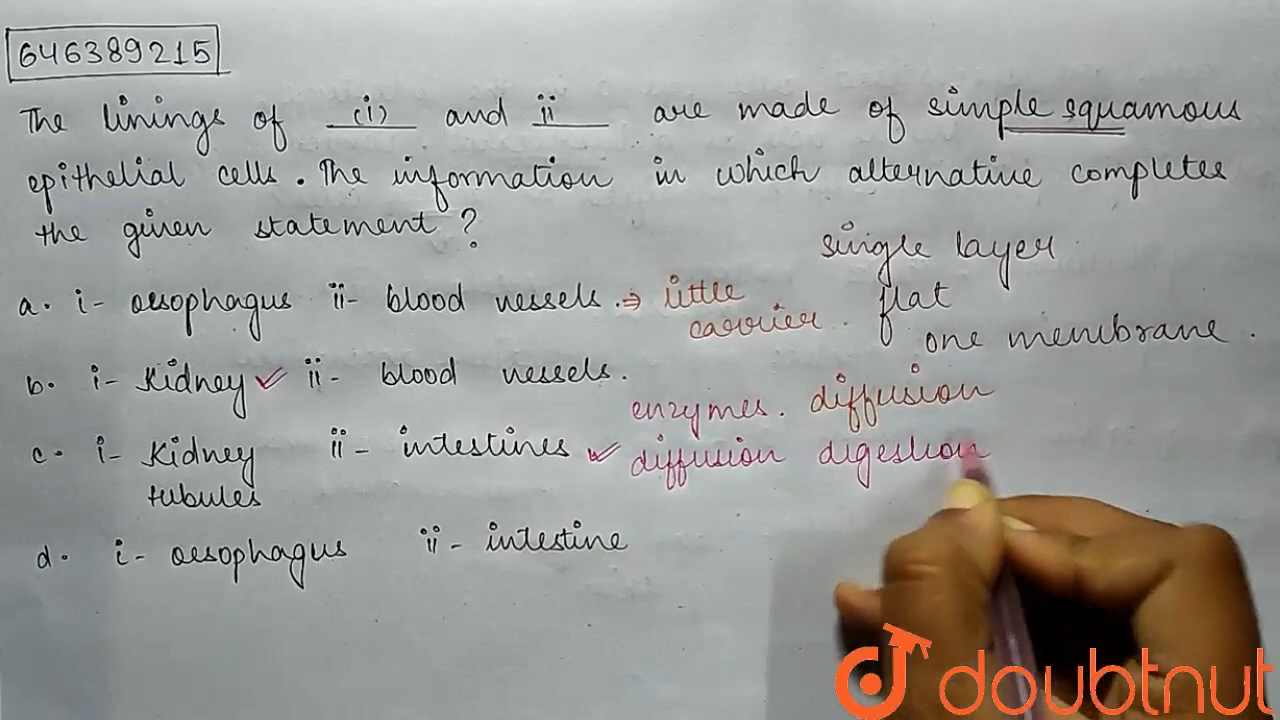 646389215
The linings of (i) and ii are made of simple squamous
epithelial cells. The information in which alternative completes
the given statement ?
single layer
a. i- oesophagus ii- blood vessels. ⇒ little
carrier.
flat
one membrane.
b. i- Kidney ✓ ii- blood vessels.
enzymes. diffusion
c. i- Kidney ii- intestines ✓ diffusion digestion
tubules
d. i- oesophagus ii- intestine
doubtnut